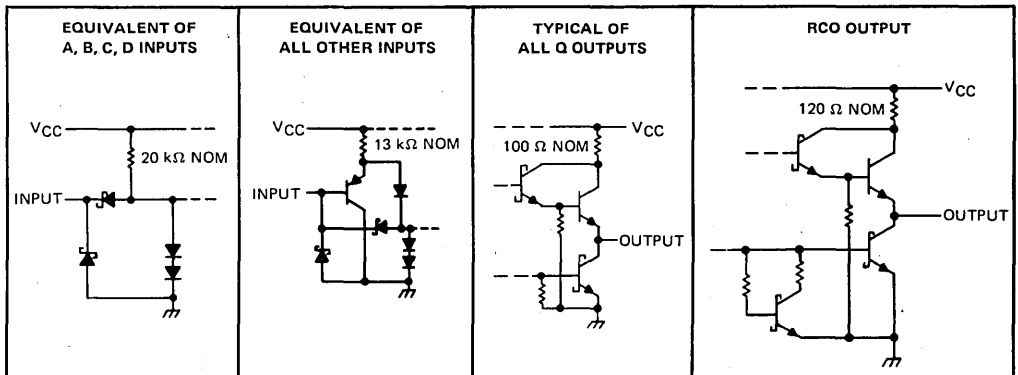 EQUIVALENT OF
A, B, C, D INPUTS
VCC
20 kΩ NOM
INPUT
EQUIVALENT OF
ALL OTHER INPUTS
VCC
13 kΩ NOM
INPUT
TYPICAL OF
ALL Q OUTPUTS
VCC
100 Ω NOM
OUTPUT
RCO OUTPUT
VCC
120 Ω NOM
OUTPUT